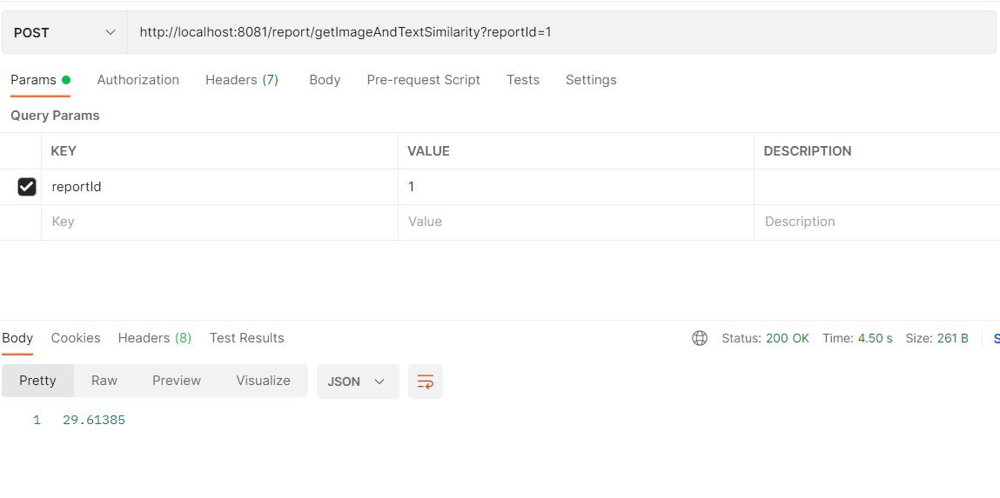 POST http://localhost:8081/report/getImageAndTextSimilarity?reportId=1
Params Authorization Headers (7) Body Pre-request Script Tests Settings
Query Params
KEY VALUE DESCRIPTION
reportId 1
Key Value Description
Body Cookies Headers (8) Test Results Status: 200 OK Time: 4.50 s Size: 261 B S
Pretty Raw Preview Visualize JSON
1 29.61385